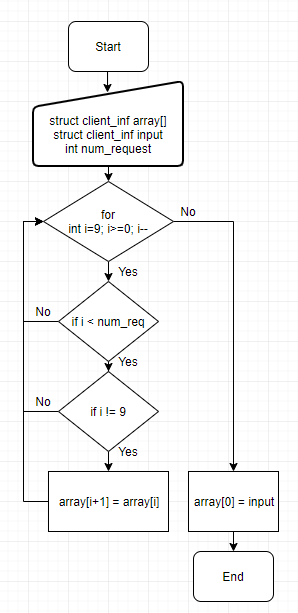 Start
struct client_inf array[]
struct client_inf input
int num_request
for
int i=9; i>=0; i--
No
Yes
No
if i < num_req
Yes
No
if i != 9
Yes
array[i+1] = array[i]
array[0] = input
End